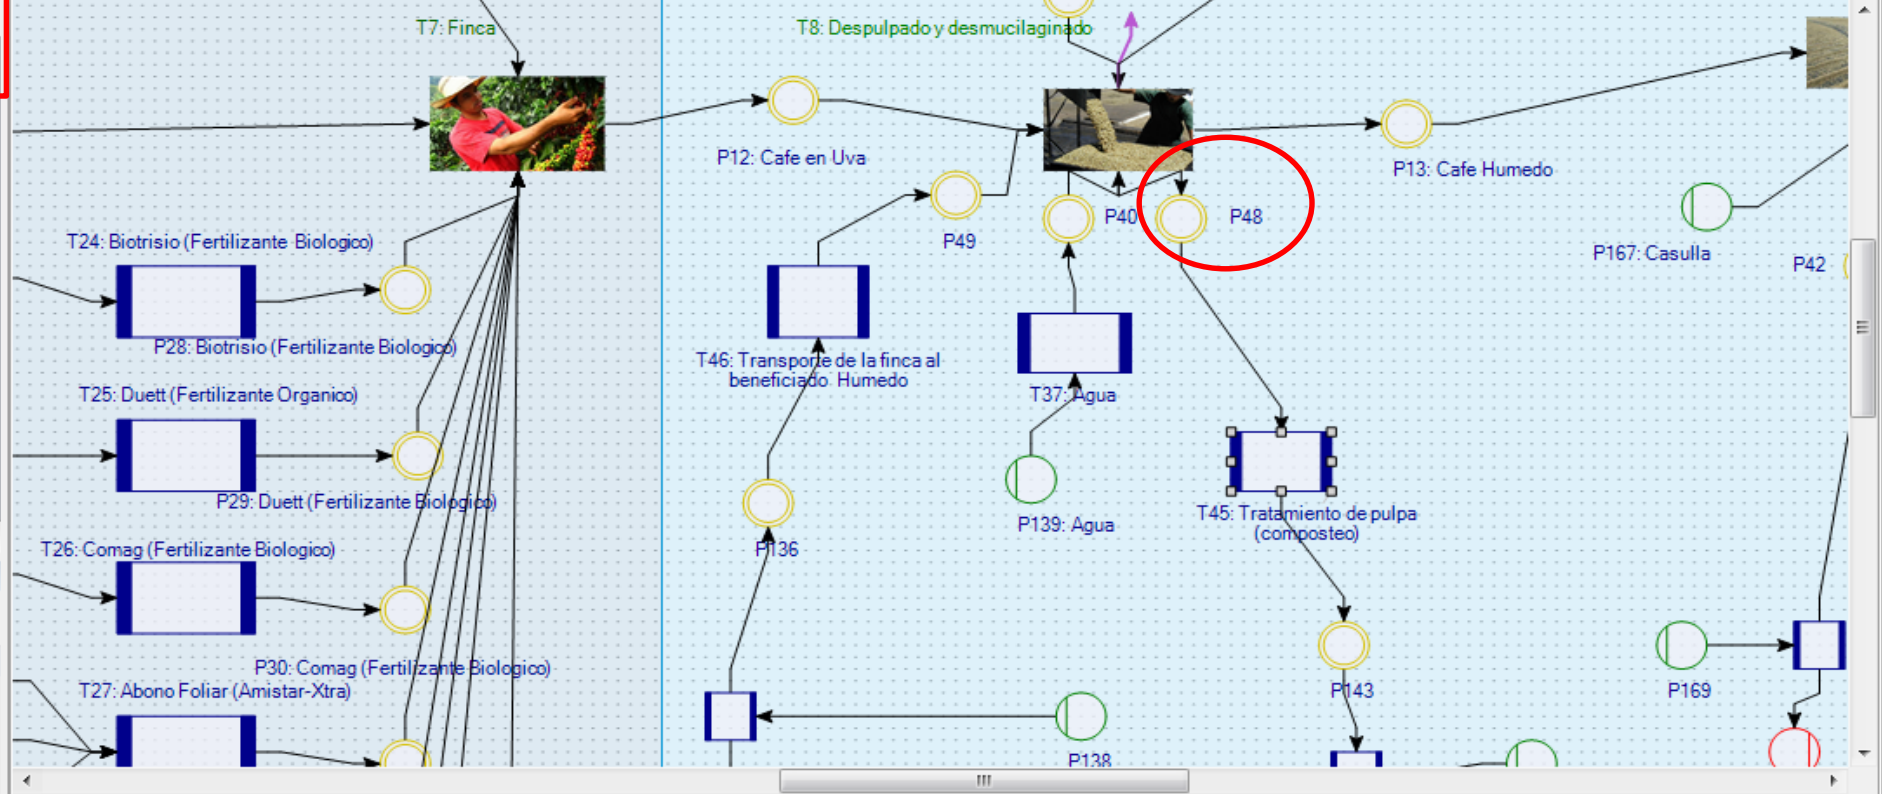 T7: Finca
T8: Despulpado y desmucilaginado
P12: Cafe en Uva
P13: Cafe Humedo
P40
P48
P49
T24: Biotrisio (Fertilizante Biologico)
P167: Casulla
P42
P28: Biotrisio (Fertilizante Biologico)
T46: Transporte de la finca al
beneficiado Humedo
T25: Duett (Fertilizante Organico)
T37: Agua
P29: Duett (Fertilizante Biologico)
T45: Tratamiento de pulpa
(composteo)
P139: Agua
T26: Comag (Fertilizante Biologico)
P136
P30: Comag (Fertilizante Biologico)
T27: Abono Foliar (Amistar-Xtra)
P143
P169
P138